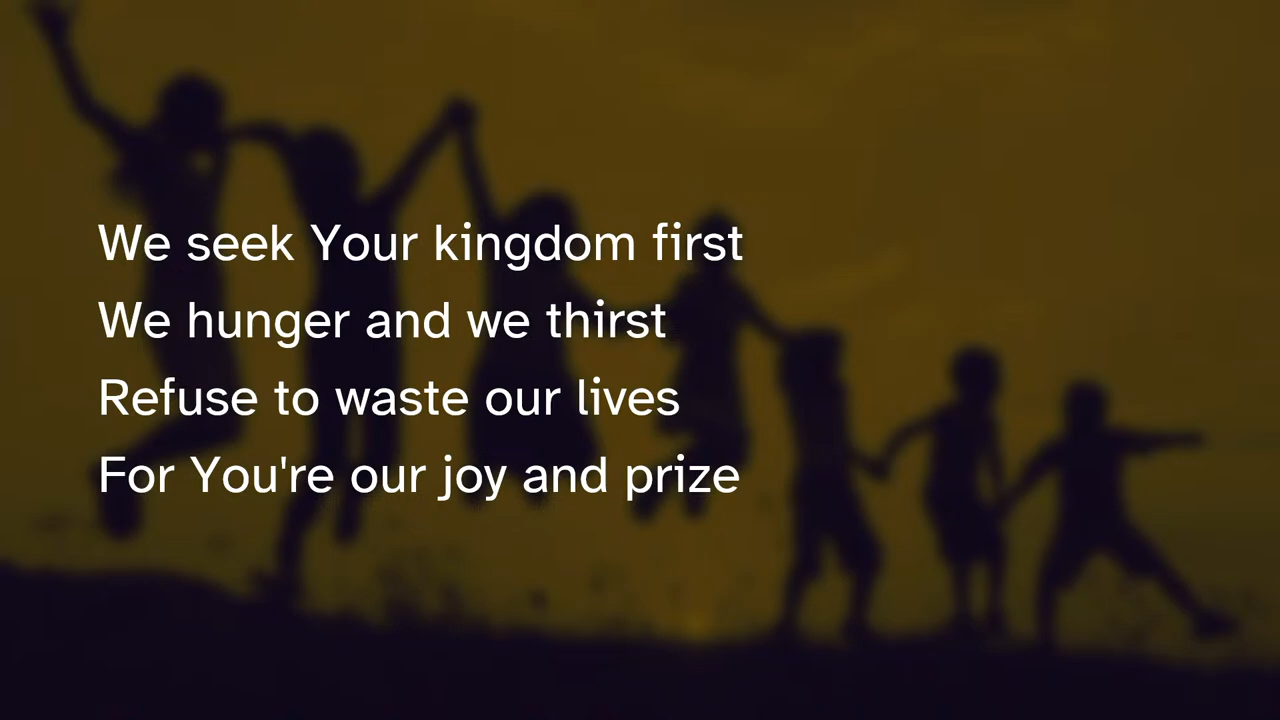 We seek Your kingdom first
We hunger and we thirst
Refuse to waste our lives
For You're our joy and prize